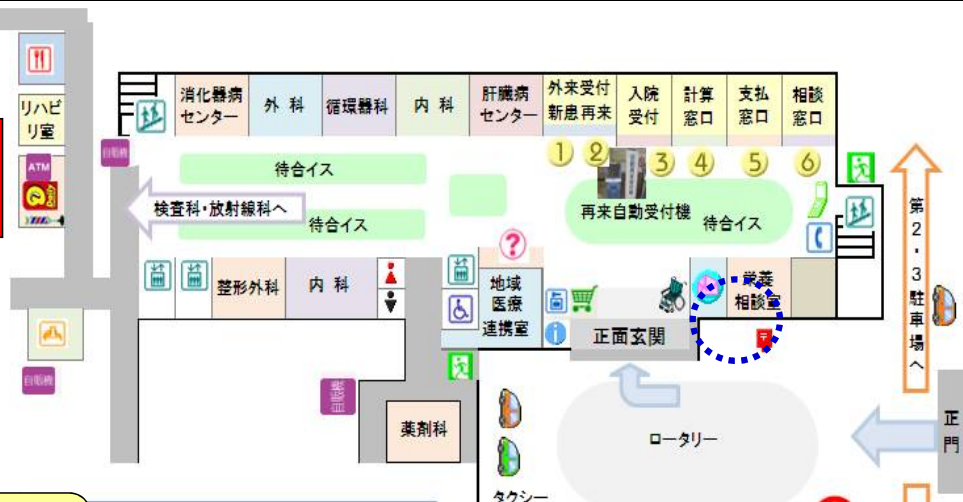 リハビ
リ室
ATM
Daily
自販機
消化器病
センター
外 科
循環器科
内 科
肝臓病
センター
外来受付
新患再来
入院
受付
計算
窓口
支払
窓口
相談
窓口
1
2
3
4
5
6
待合イス
検査科・放射線科へ
待合イス
再来自動受付機
待合イス
整形外科
内 科
?
地域
医療
連携室
正面玄関
栄養
相談室
〒
第2・3駐車場へ
自販機
自販機
薬剤科
ロータリー
正門
タクシー